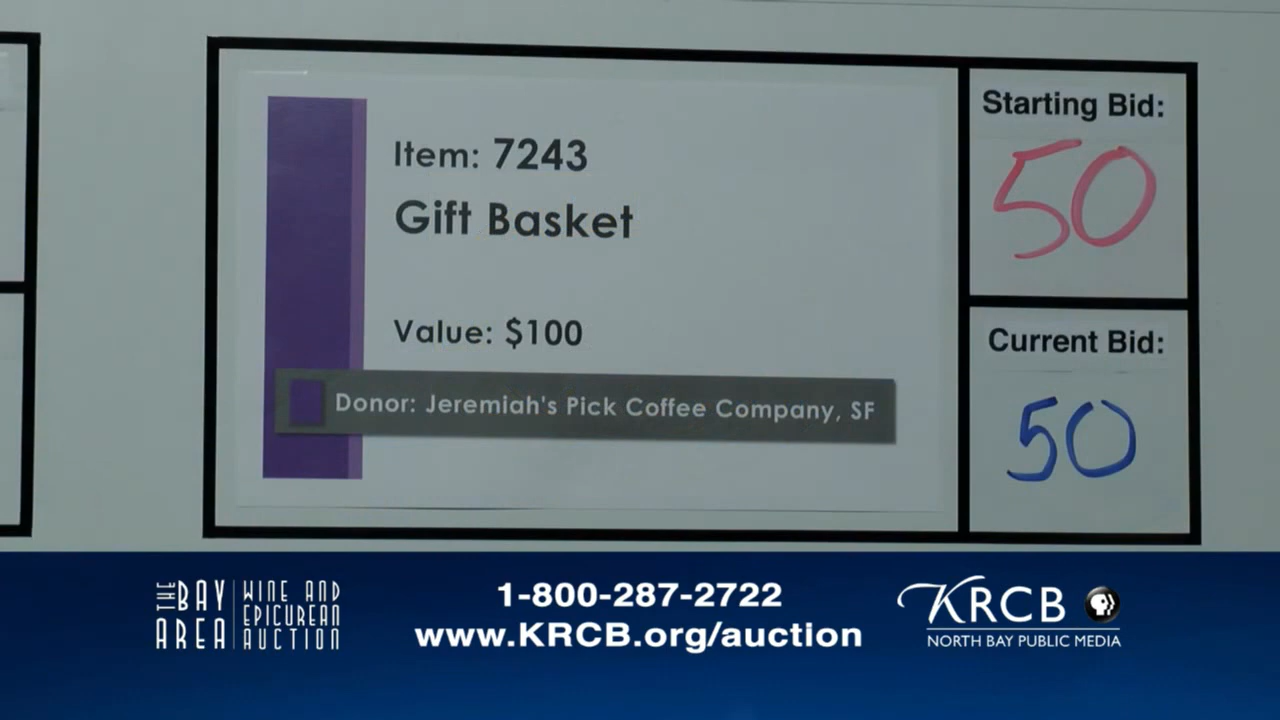 Item: 7243
Gift Basket
Value: $100
Donor: Jeremiah's Pick Coffee Company, SF
Starting Bid:
50
Current Bid:
50
THE BAY AREA
WINE AND EPICUREAN AUCTION
1-800-287-2722
www.KRCB.org/auction
KRCB
NORTH BAY PUBLIC MEDIA